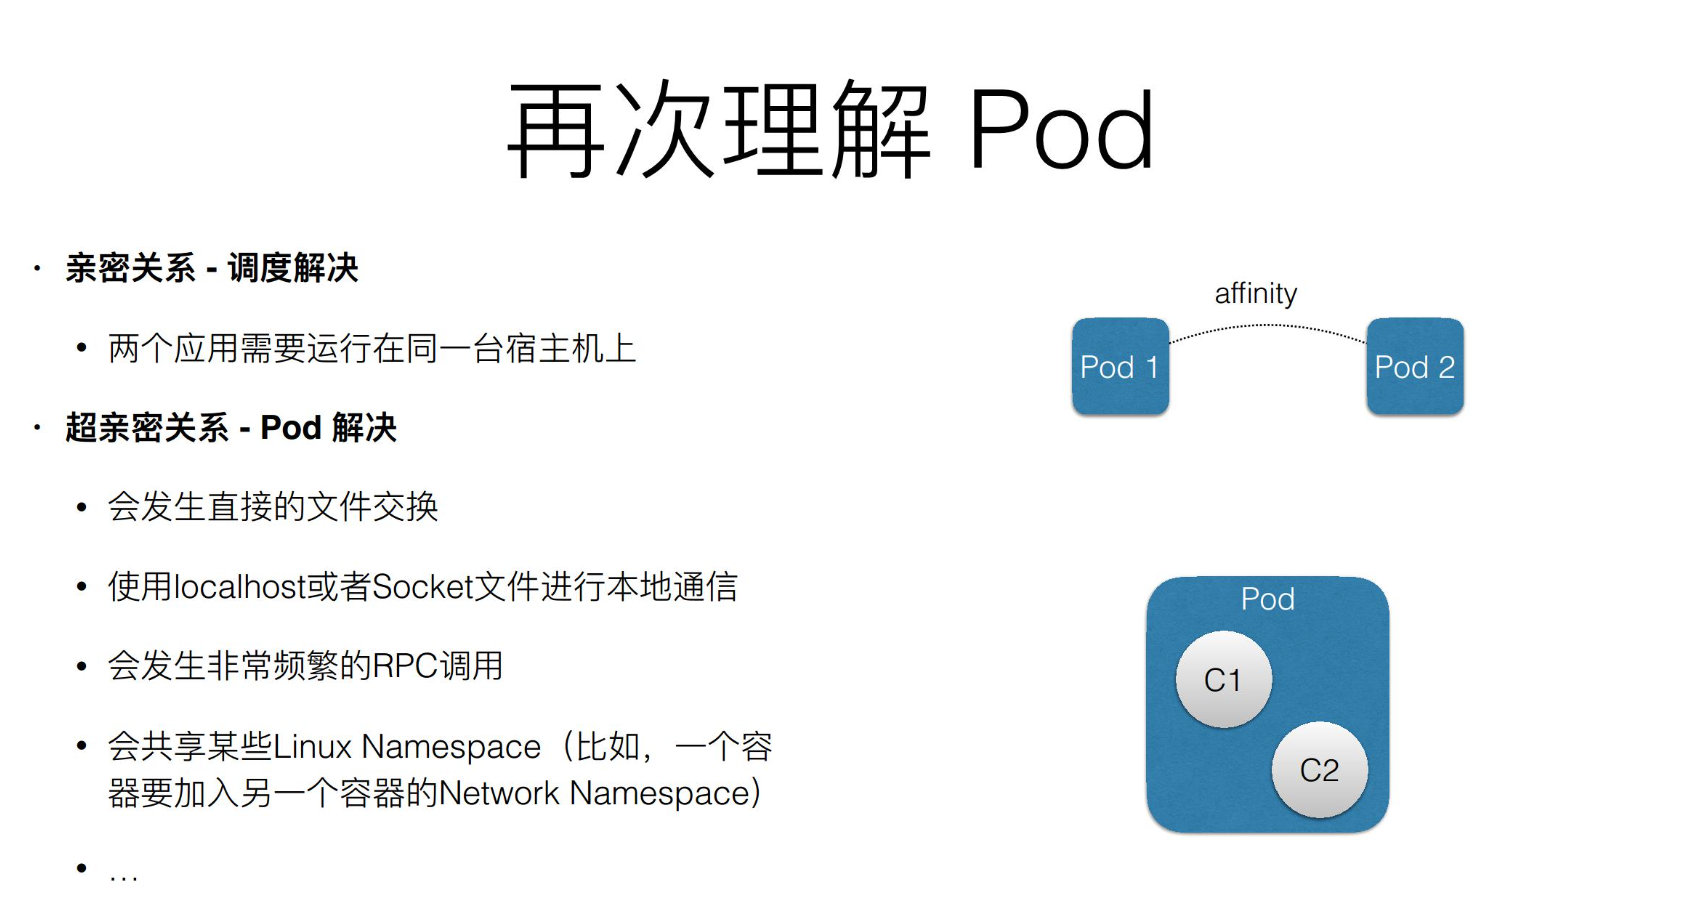 再次理解 Pod
亲密关系 - 调度解决
两个应用需要运行在同一台宿主机上
超亲密关系 - Pod 解决
会发生直接的文件交换
使用localhost或者Socket文件进行本地通信
会发生非常频繁的RPC调用
会共享某些Linux Namespace（比如，一个容
器要加入另一个容器的Network Namespace）
…
affinity
Pod 1
Pod 2
Pod
C1
C2